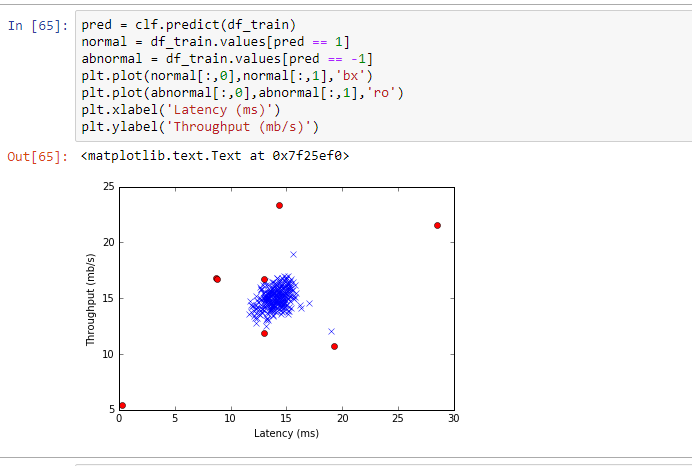 In [65]:
pred = clf.predict(df_train)
normal = df_train.values[pred == 1]
abnormal = df_train.values[pred == -1]
plt.plot(normal[:,0],normal[:,1],'bx')
plt.plot(abnormal[:,0],abnormal[:,1],'ro')
plt.xlabel('Latency (ms)')
plt.ylabel('Throughput (mb/s)')
Out[65]: <matplotlib.text.Text at 0x7f25ef0>
25
20
15
10
5
Throughput (mb/s)
0 5 10 15 20 25 30
Latency (ms)